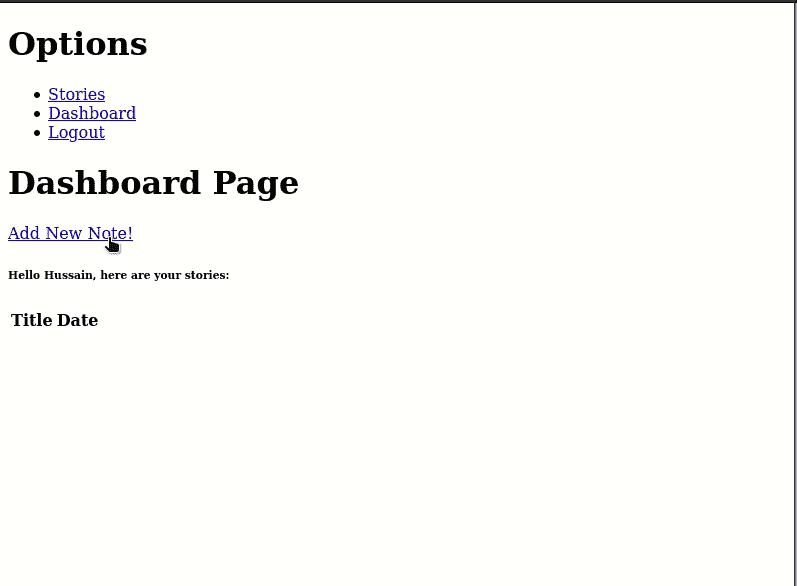 Options
Stories
Dashboard
Logout
Dashboard Page
Add New Note!
Hello Hussain, here are your stories:
Title Date